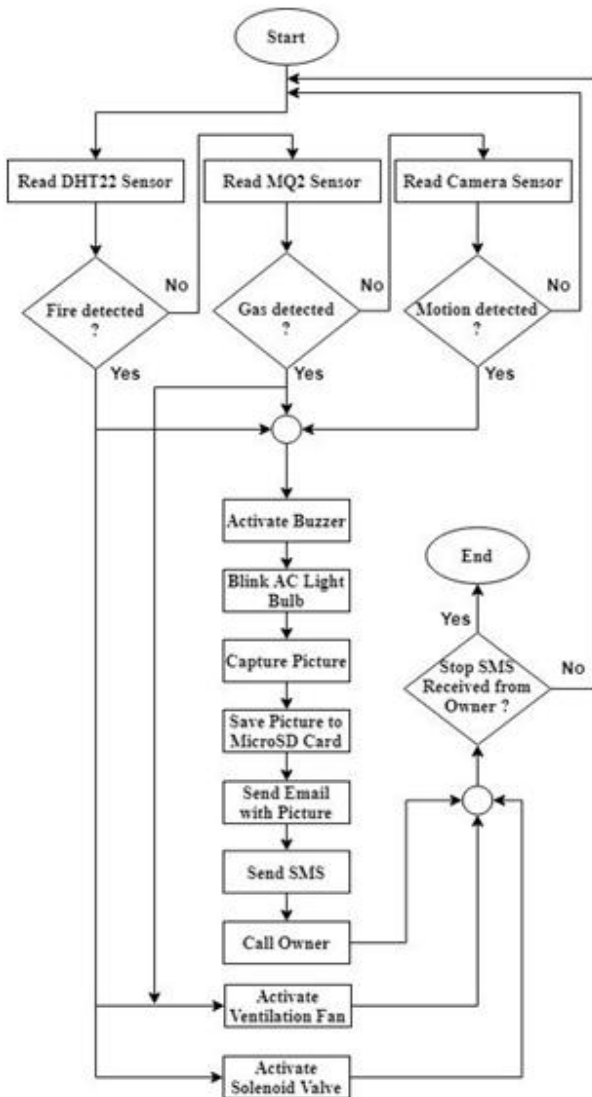 Start
Read DHT22 Sensor
Read MQ2 Sensor
Read Camera Sensor
No
No
Fire detected
?
Gas detected
?
Motion detected
?
No
Yes
Yes
Yes
Activate Buzzer
Blink AC Light
Bulb
Capture Picture
Save Picture to
MicroSD Card
Send Email
with Picture
Send SMS
Call Owner
Activate
Ventilation Fan
Activate
Solenoid Valve
End
Yes
Stop SMS
Received from
Owner ?
No